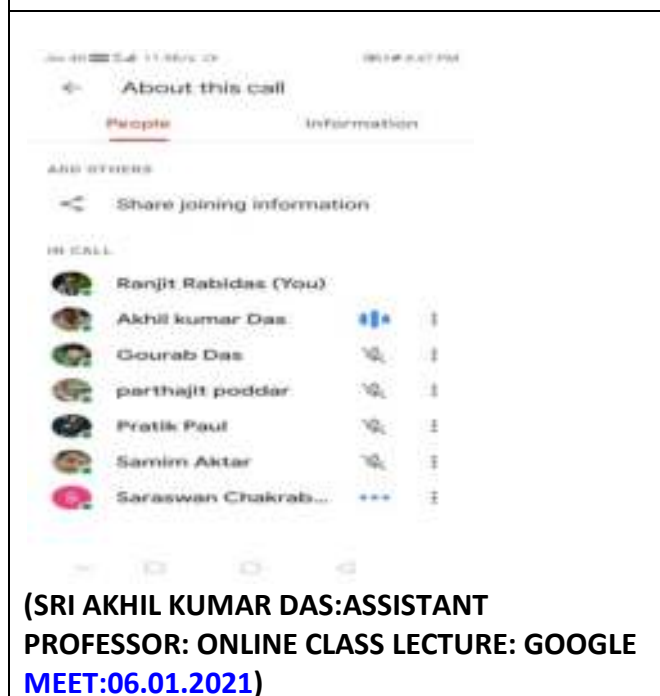 About this call
People Information
ADD OTHERS
Share joining information
IN CALL
Ranjit Rabidas (You)
Akhil kumar Das
Gourab Das
parthajit poddar
Pratik Paul
Samim Aktar
S Saraswan Chakrab...
(SRI AKHIL KUMAR DAS:ASSISTANT
PROFESSOR: ONLINE CLASS LECTURE: GOOGLE
MEET:06.01.2021)